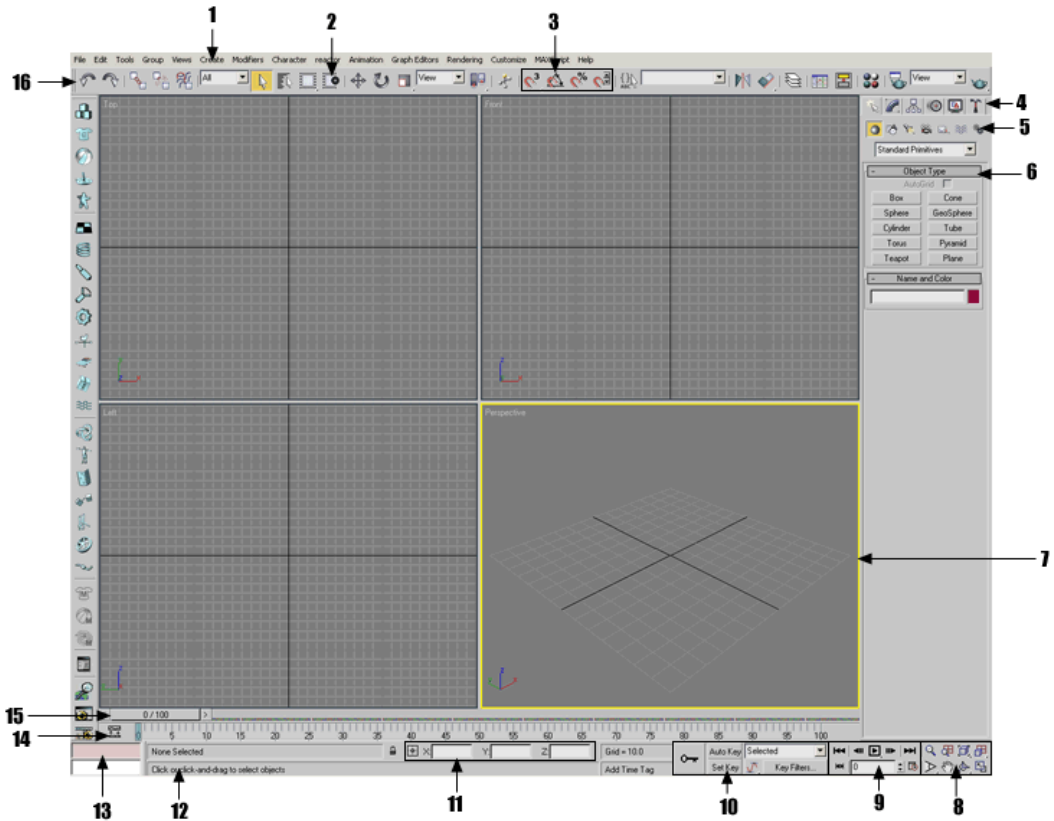 1 2 3
File Edit Tools Group Views Create Modifiers Character reactor Animation Graph Editors Rendering Customize MAXScript Help
16 All View View
Top Front 4
5
Standard Primitives
Object Type 6
AutoGrid
Box Cone
Sphere GeoSphere
Cylinder Tube
Torus Pyramid
Teapot Plane
Name and Color
Left Perspective
7
15 0 / 100 >
14 0 5 10 15 20 25 30 35 40 45 50 55 60 65 70 75 80 85 90 95 100
None Selected X: Y: Z: Grid = 10.0 Auto Key Selected
Click or click-and-drag to select objects Add Time Tag Set Key Key Filters... 0
13 12 11 10 9 8